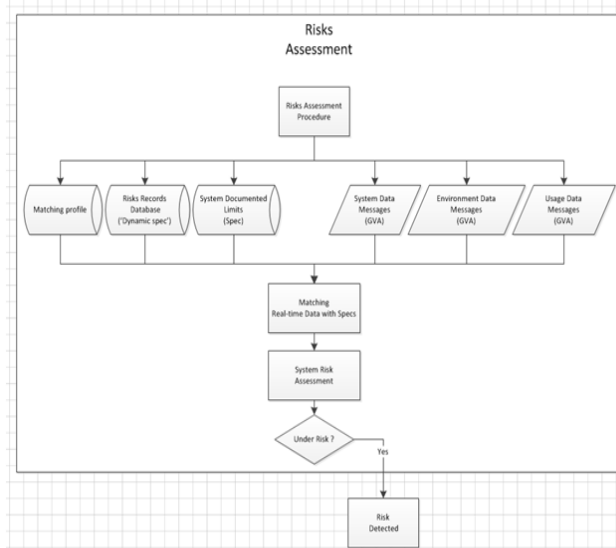 Risks
Assessment
Risks Assessment
Procedure
Matching profile
Risks Records
Database
('Dynamic spec')
System Documented
Limits
(Spec)
System Data
Messages
(GVA)
Environment Data
Messages
(GVA)
Usage Data
Messages
(GVA)
Matching
Real-time Data with Specs
System Risk
Assessment
Under Risk ?
Yes
Risk
Detected